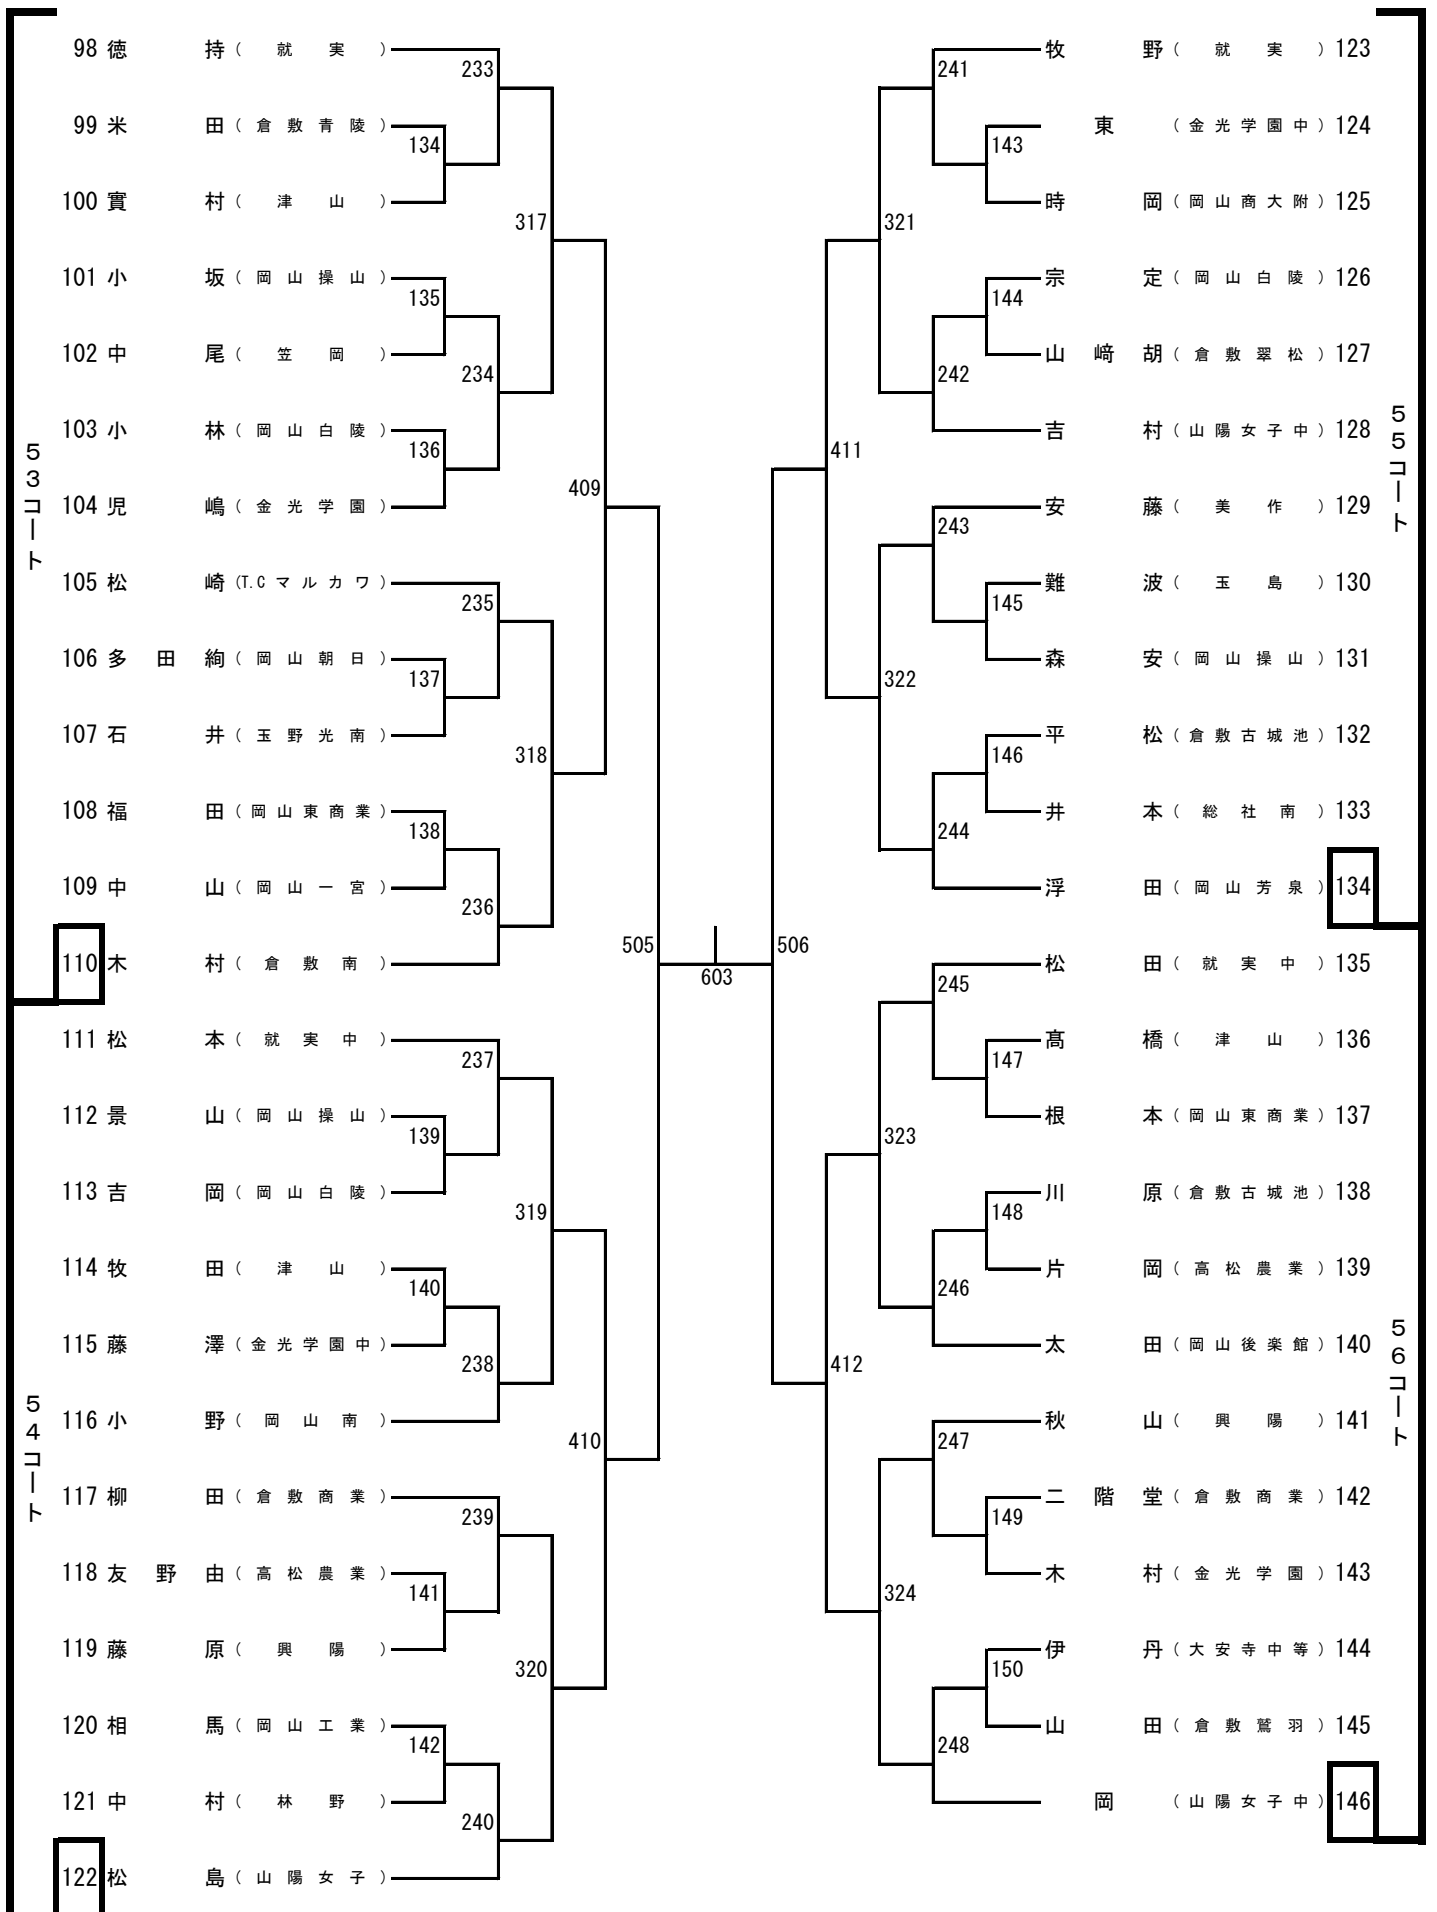 53コート
98 徳持（就実）
99 米田（倉敷青陵）
100 實村（津山）
101 小坂（岡山操山）
102 中尾（笠岡）
103 小林（岡山白陵）
104 児嶋（金光学園）
105 松崎（T.Cマルカワ）
106 多田絢（岡山朝日）
107 石井（玉野光南）
108 福田（岡山東商業）
109 中山（岡山一宮）
110 木村（倉敷南）
54コート
111 松本（就実中）
112 景山（岡山操山）
113 吉岡（岡山白陵）
114 牧田（津山）
115 藤澤（金光学園中）
116 小野（岡山南）
117 柳田（倉敷商業）
118 友野由（高松農業）
119 藤原（興陽）
120 相馬（岡山工業）
121 中村（林野）
122 松島（山陽女子）
134
135
136
137
138
139
140
141
142
233
234
235
236
237
238
239
240
317
318
319
320
409
410
505
603
506
411
412
321
322
323
324
241
242
243
244
245
246
247
248
143
144
145
146
147
148
149
150
牧野（就実）123
東（金光学園中）124
時岡（岡山商大附）125
宗定（岡山白陵）126
山﨑胡（倉敷翠松）127
吉村（山陽女子中）128
安藤（美作）129
難波（玉島）130
森安（岡山操山）131
平松（倉敷古城池）132
井本（総社南）133
浮田（岡山芳泉）134
55コート
松田（就実中）135
髙橋（津山）136
根本（岡山東商業）137
川原（倉敷古城池）138
片岡（高松農業）139
太田（岡山後楽館）140
秋山（興陽）141
二階堂（倉敷商業）142
木村（金光学園）143
伊丹（大安寺中等）144
山田（倉敷鷲羽）145
岡（山陽女子中）146
56コート